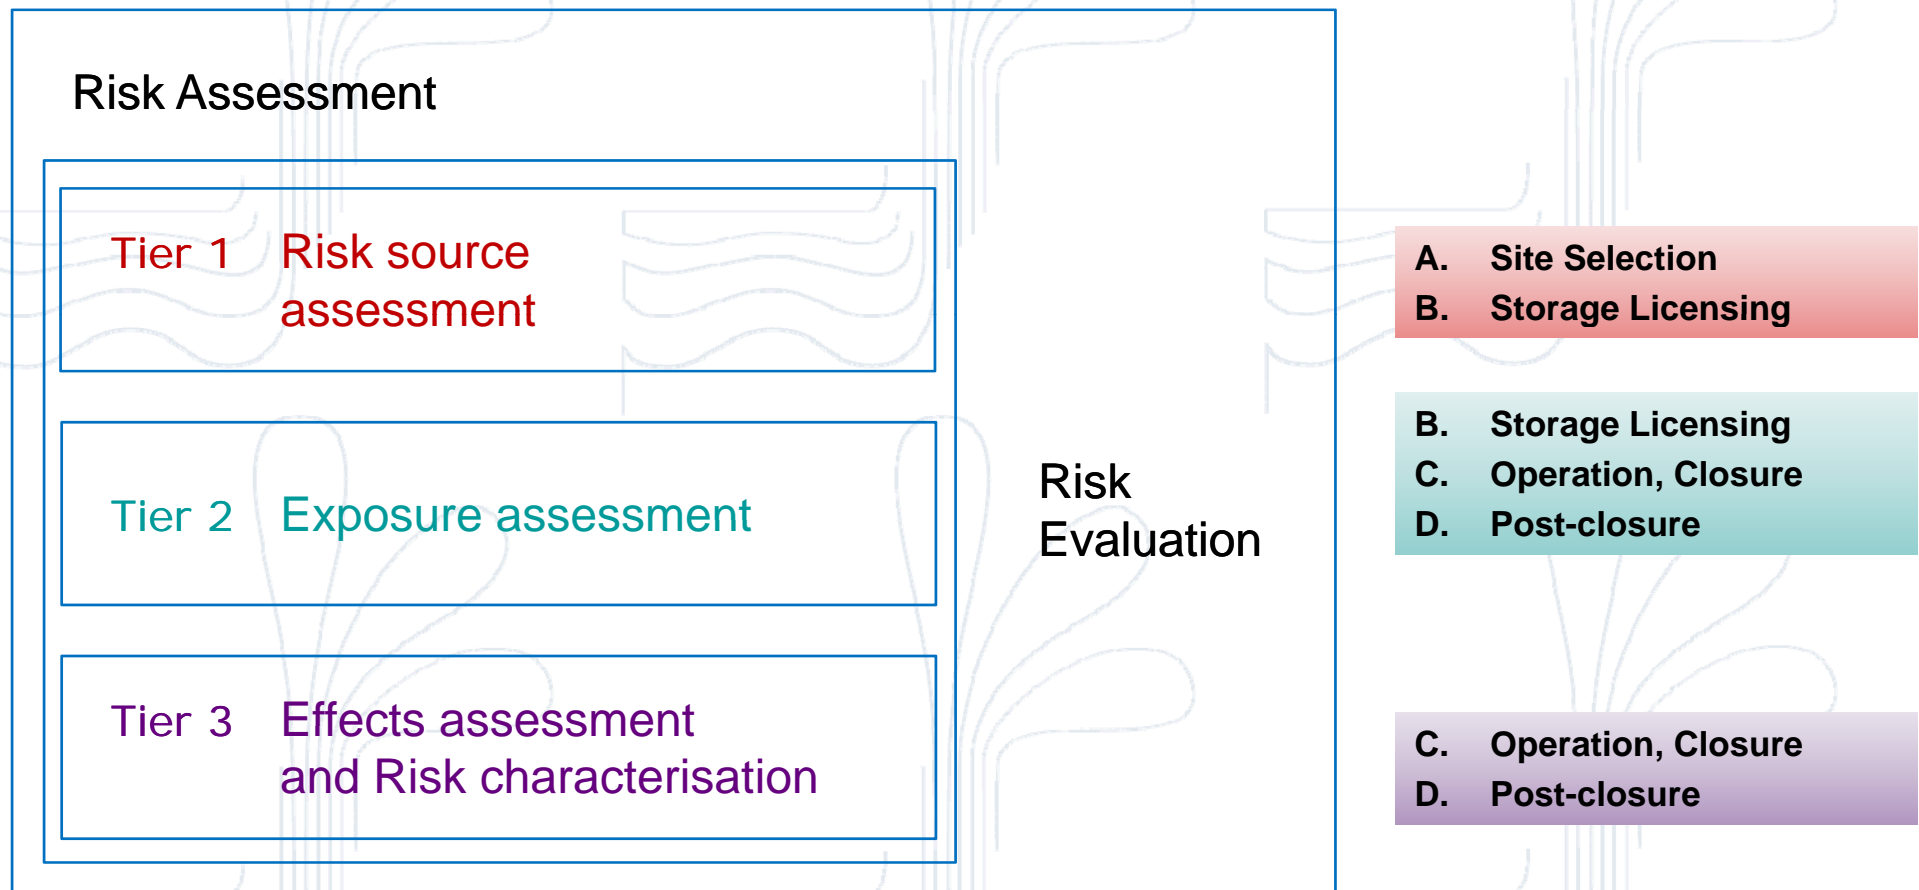 Risk Assessment
Tier 1 Risk source
assessment
Tier 2 Exposure assessment
Tier 3 Effects assessment
and Risk characterisation
Risk
Evaluation
A. Site Selection
B. Storage Licensing
B. Storage Licensing
C. Operation, Closure
D. Post-closure
C. Operation, Closure
D. Post-closure